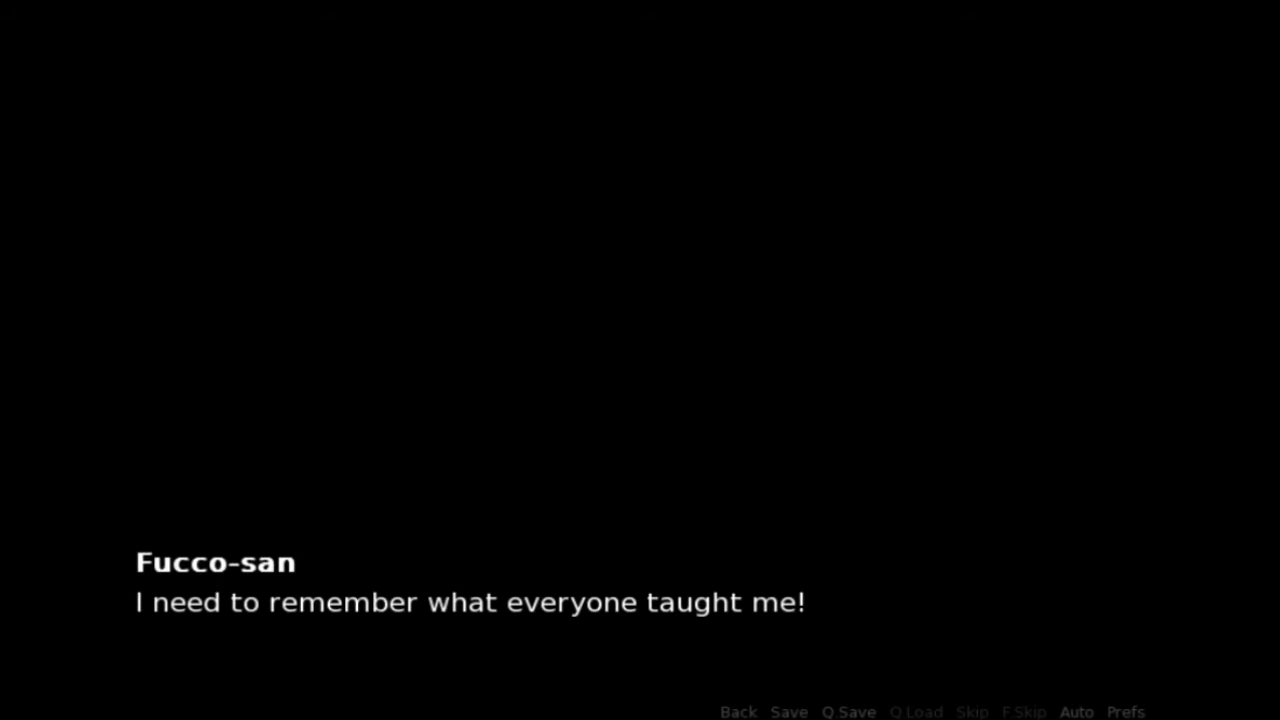 Fucco-san
I need to remember what everyone taught me!
Back Save Q.Save Q.Load Skip F.Skip Auto Prefs